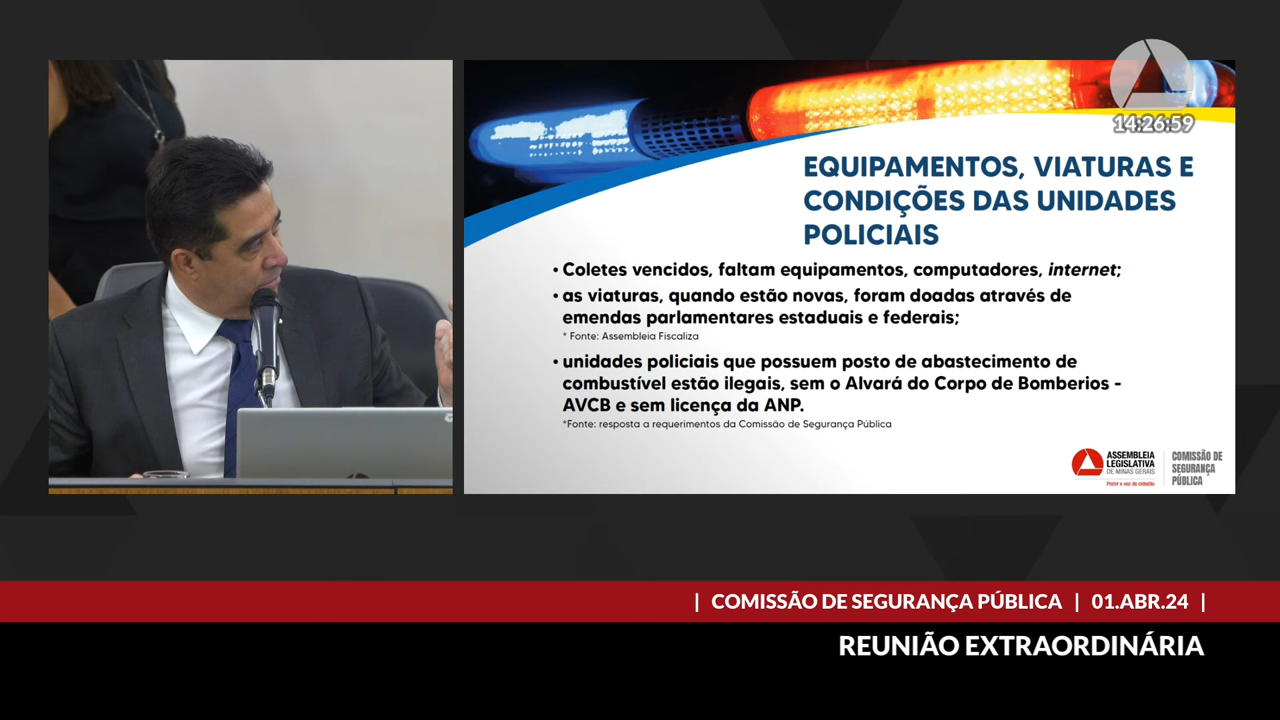 14:26:59
EQUIPAMENTOS, VIATURAS E
CONDIÇÕES DAS UNIDADES
POLICIAIS
• Coletes vencidos, faltam equipamentos, computadores, internet;
• as viaturas, quando estão novas, foram doadas através de
emendas parlamentares estaduais e federais;
* Fonte: Assembleia Fiscaliza
• unidades policiais que possuem posto de abastecimento de
combustível estão ilegais, sem o Alvará do Corpo de Bomberios -
AVCB e sem licença da ANP.
*Fonte: resposta a requerimentos da Comissão de Segurança Pública
ASSEMBLEIA
LEGISLATIVA
DE MINAS GERAIS
Poder e voz do cidadão
COMISSÃO DE
SEGURANÇA
PÚBLICA
| COMISSÃO DE SEGURANÇA PÚBLICA | 01.ABR.24 |
REUNIÃO EXTRAORDINÁRIA